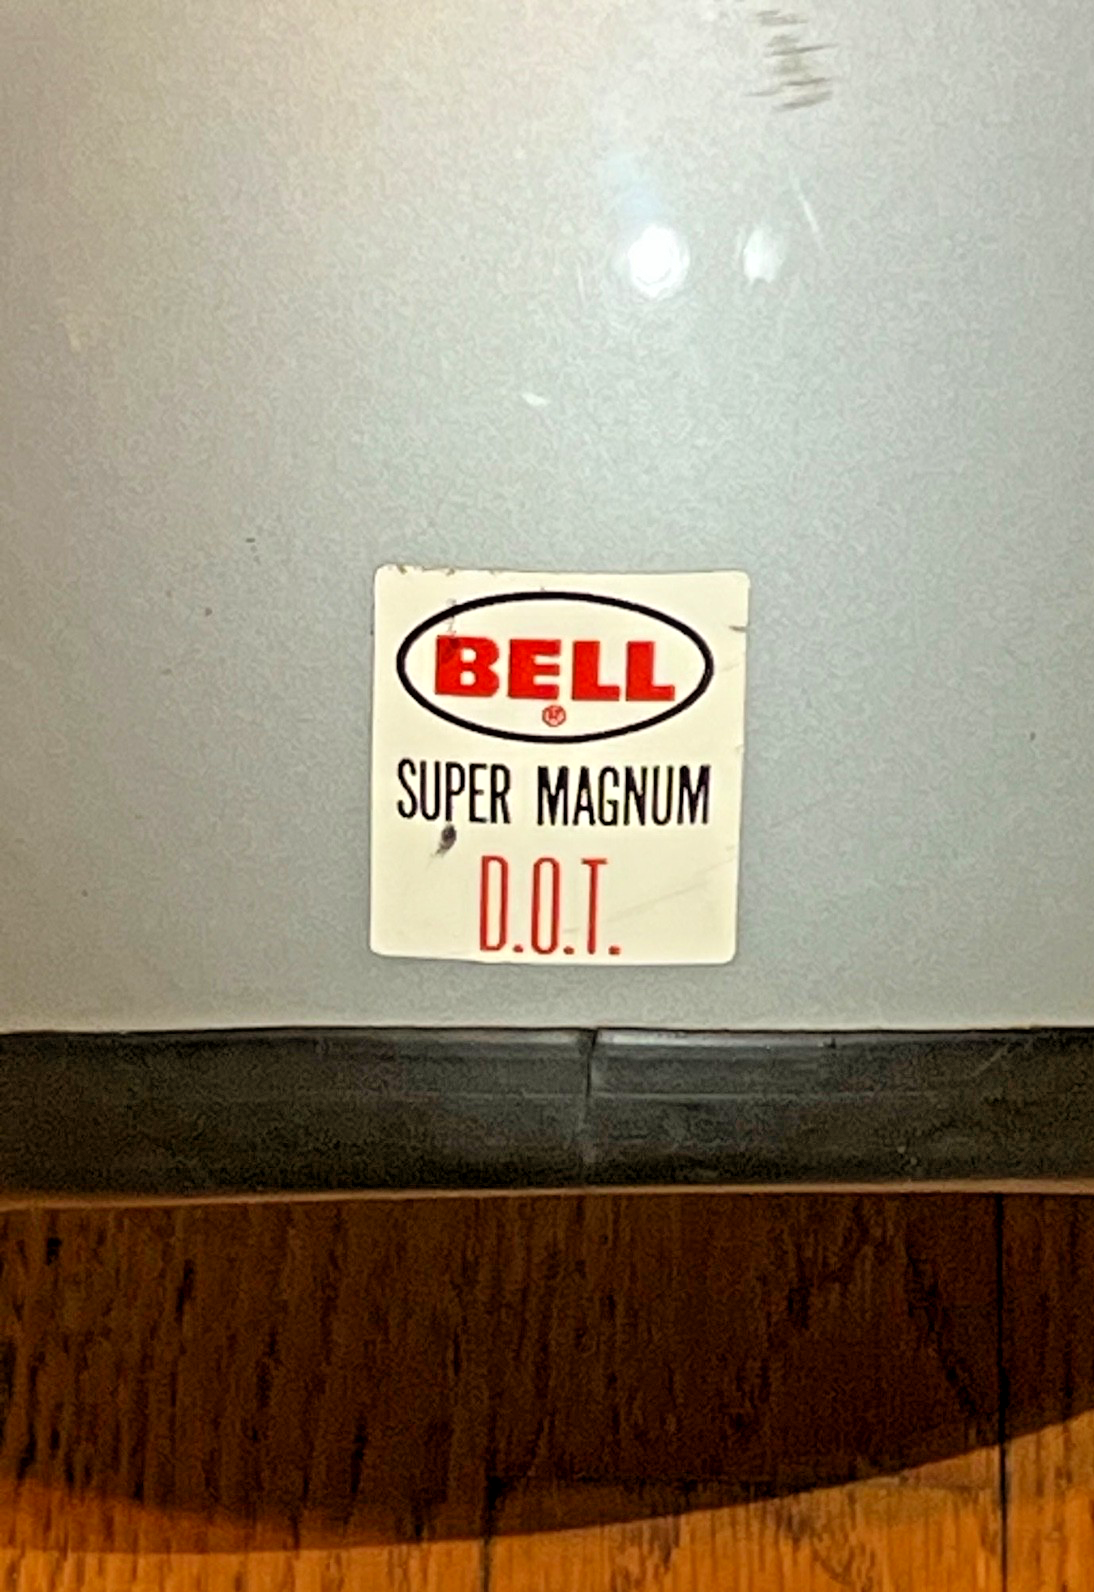 BELL
®
SUPER MAGNUM
D.O.T.